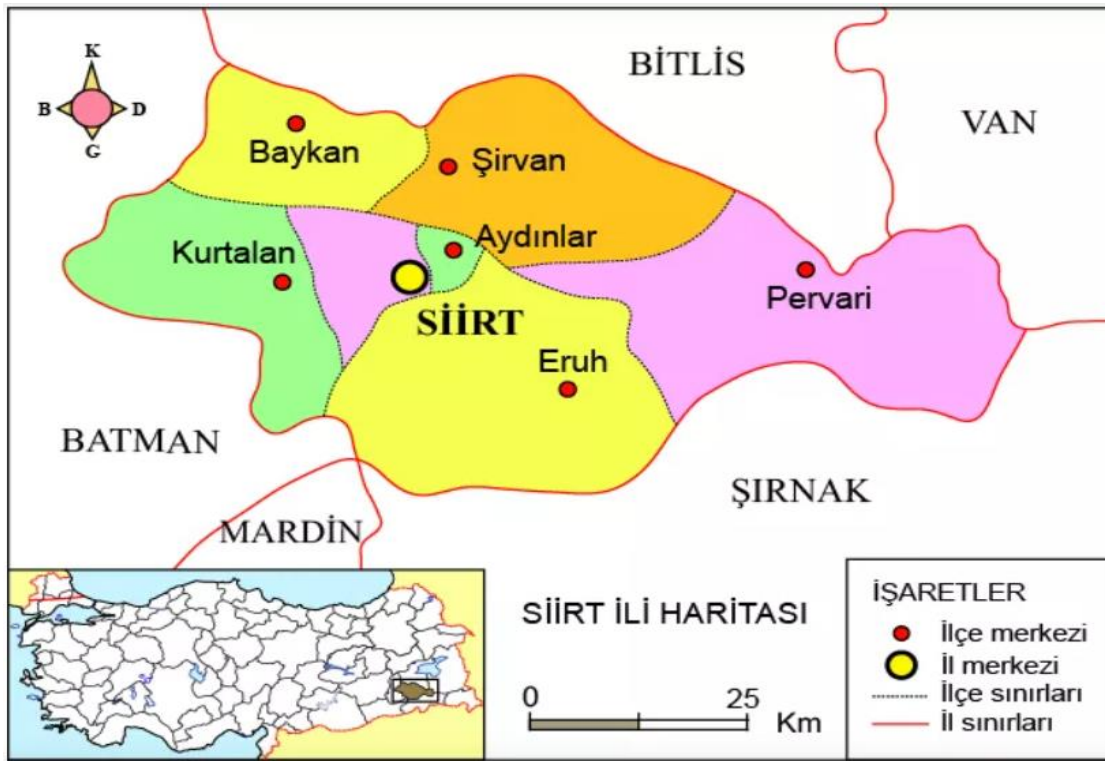 K
B D
G
BİTLİS
VAN
Baykan
Şirvan
Aydınlar
Kurtalan
Pervari
SİİRT
Eruh
BATMAN
ŞIRNAK
MARDİN
SİİRT İLİ HARİTASI
0 25
Km
İŞARETLER
İlçe merkezi
İl merkezi
İlçe sınırları
İl sınırları